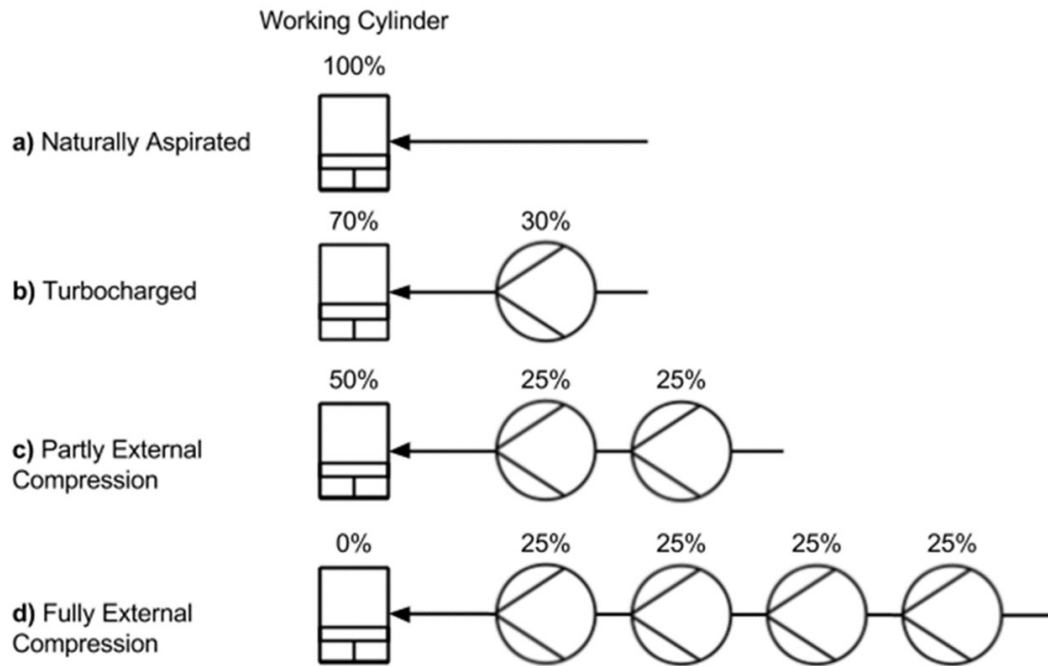 Working Cylinder
100%
a) Naturally Aspirated
70% 30%
b) Turbocharged
50% 25% 25%
c) Partly External
Compression
0% 25% 25% 25% 25%
d) Fully External
Compression